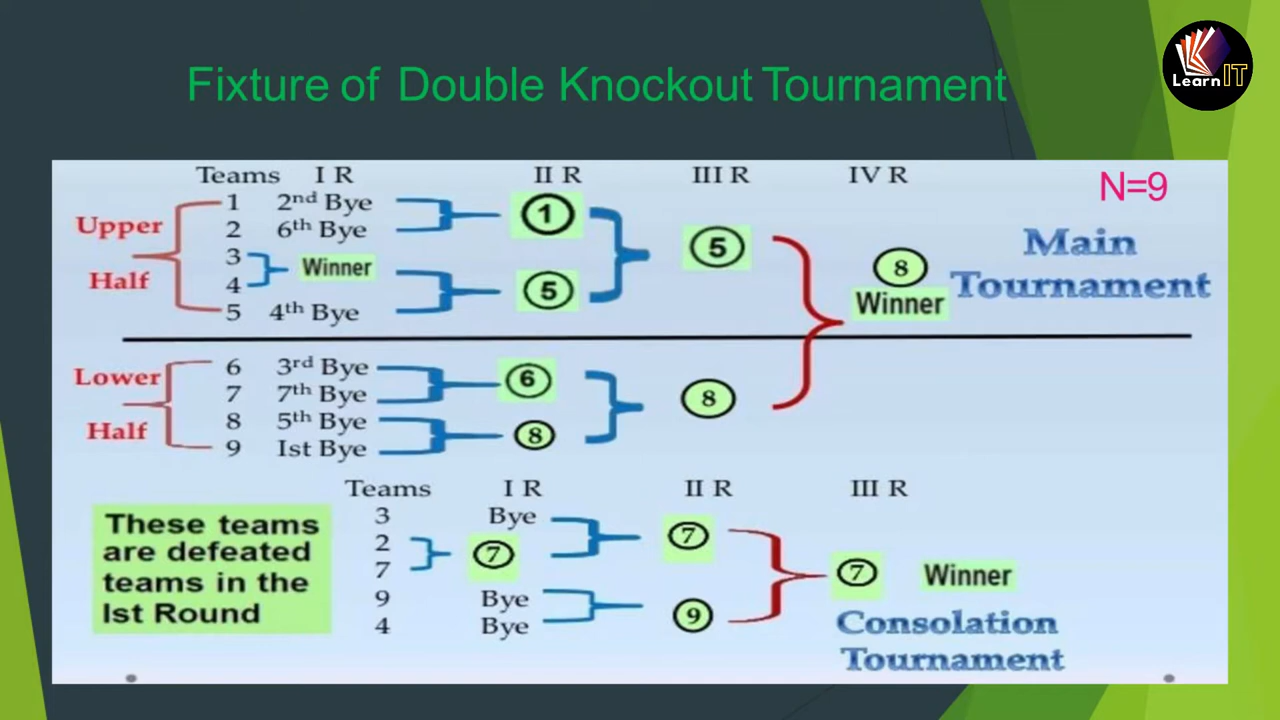 Fixture of Double Knockout Tournament
LearnIT
N=9
Teams I R II R III R IV R
Upper
Half
1 2nd Bye
2 6th Bye
3
4
Winner
5 4th Bye
1
5
5
8
Winner
Main
Tournament
Lower
Half
6 3rd Bye
7 7th Bye
8 5th Bye
9 Ist Bye
6
8
8
Teams I R II R III R
These teams
are defeated
teams in the
Ist Round
3 Bye
2
7
7
9 Bye
4 Bye
7
9
7 Winner
Consolation
Tournament